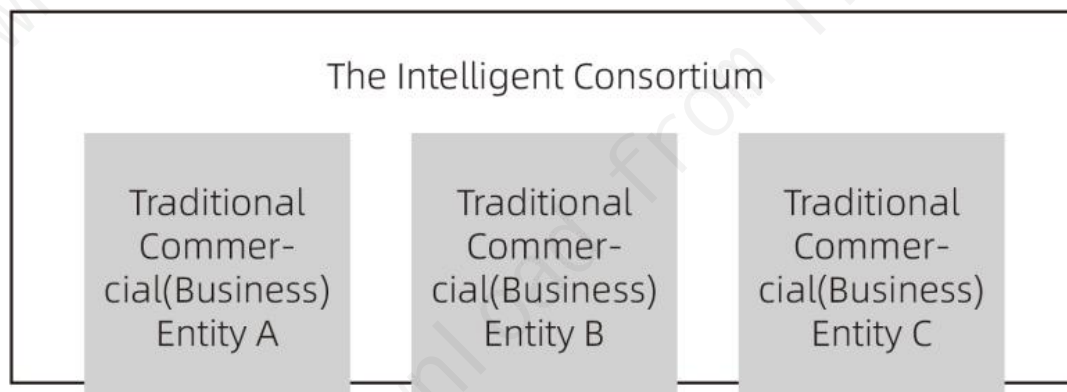 The Intelligent Consortium
Traditional
Commer-
cial(Business)
Entity A
Traditional
Commer-
cial(Business)
Entity B
Traditional
Commer-
cial(Business)
Entity C